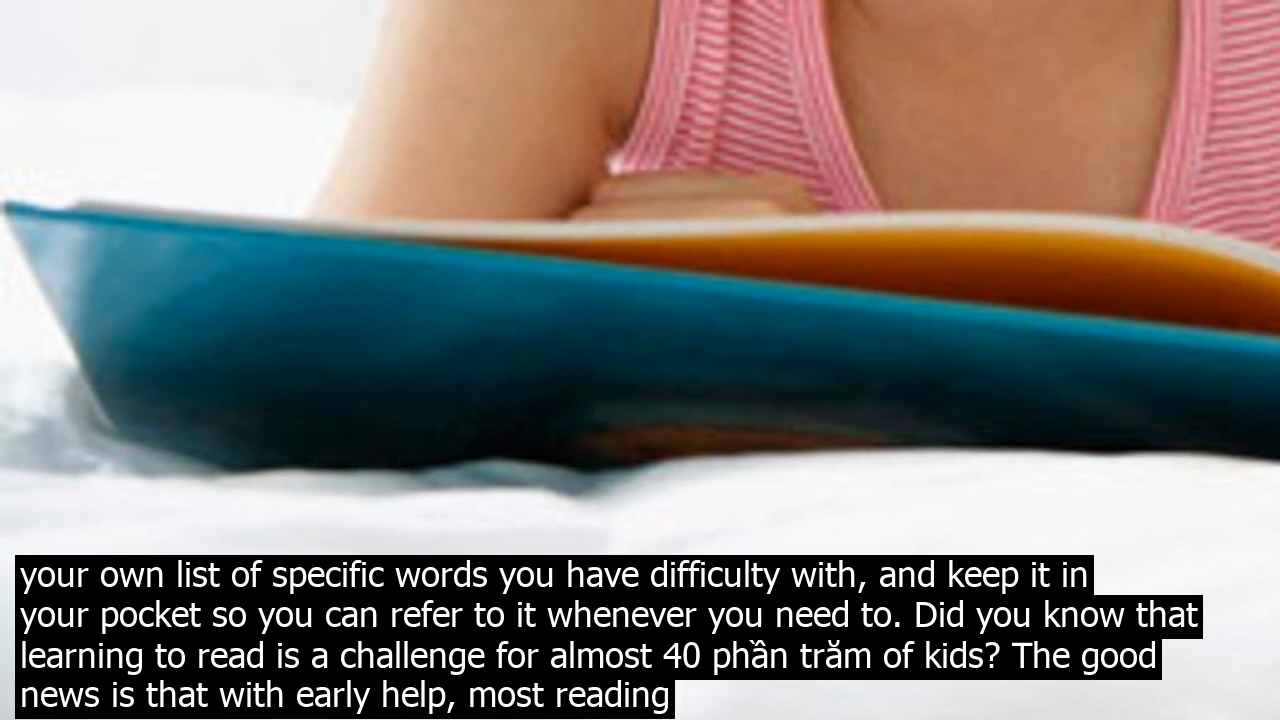 your own list of specific words you have difficulty with, and keep it in
your pocket so you can refer to it whenever you need to. Did you know that
learning to read is a challenge for almost 40 phần trăm of kids? The good
news is that with early help, most reading